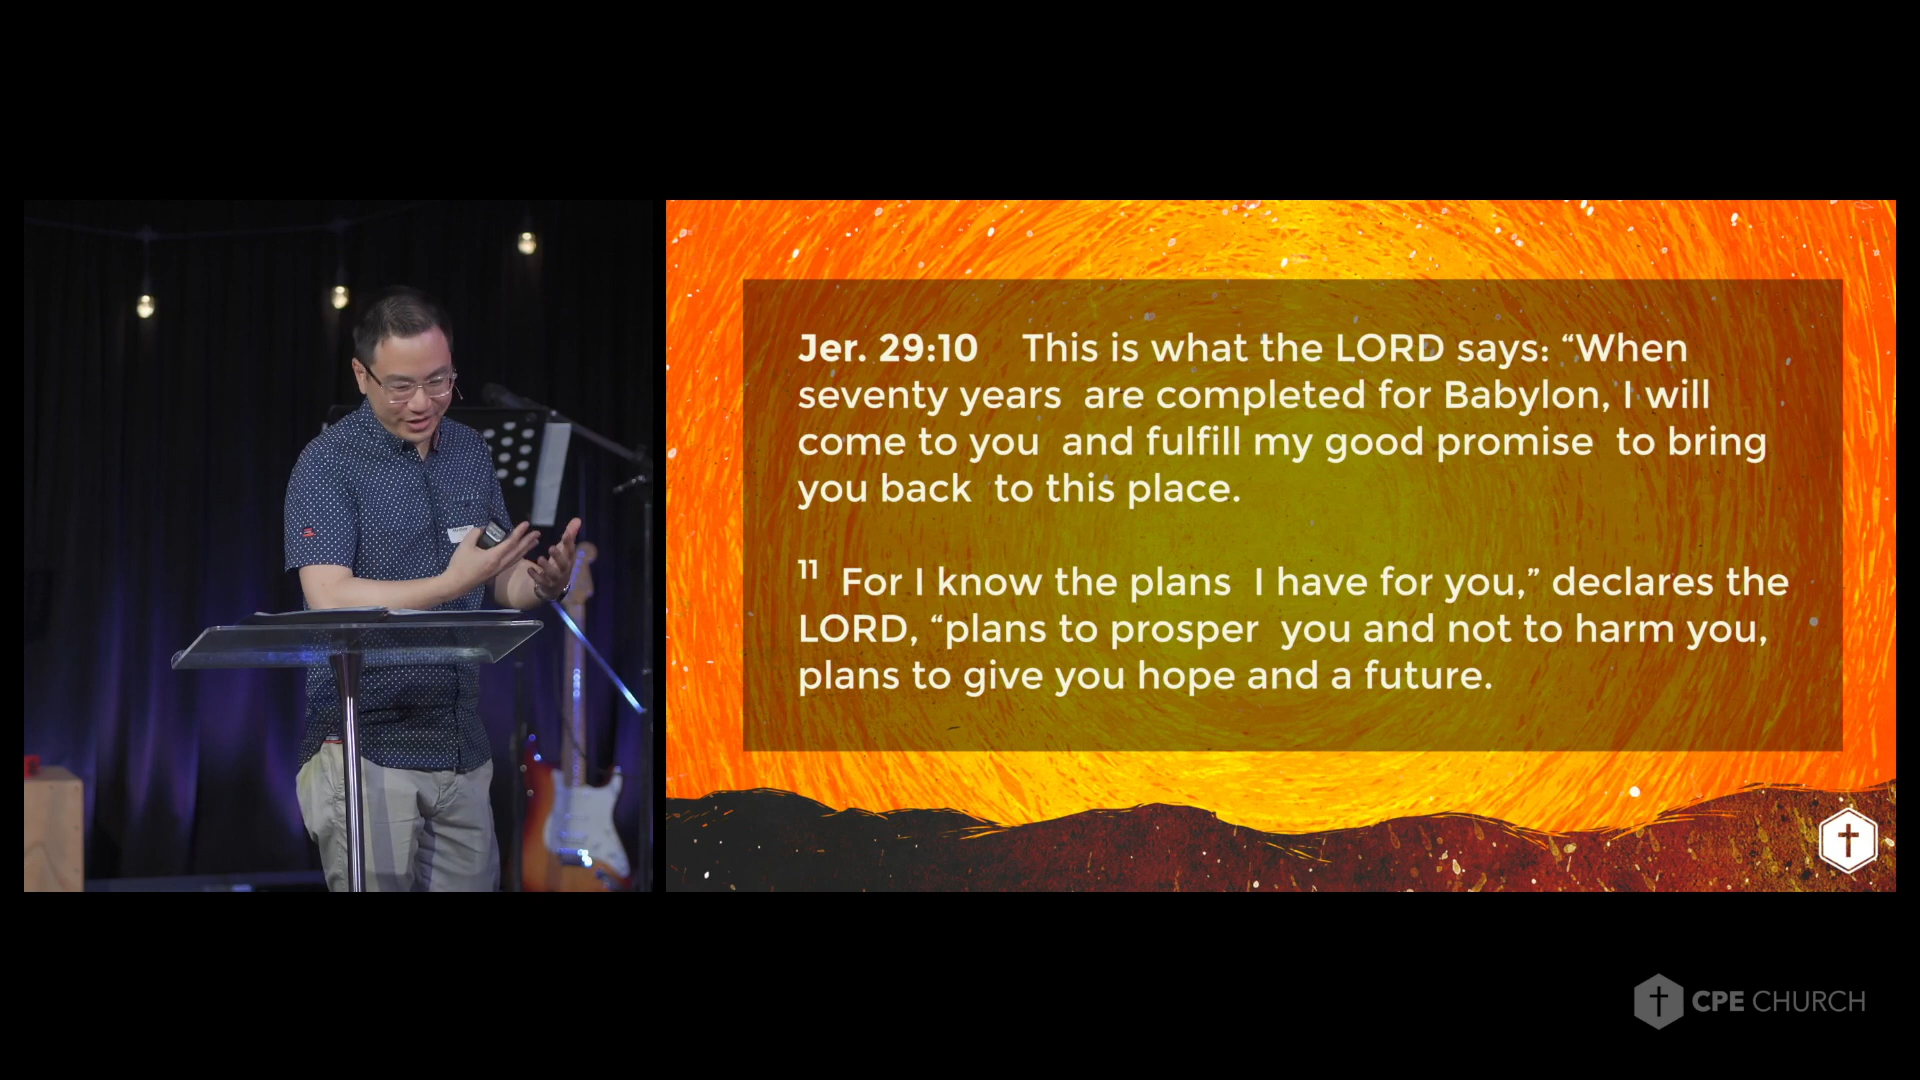 Jer. 29:10 This is what the LORD says: “When
seventy years are completed for Babylon, I will
come to you and fulfill my good promise to bring
you back to this place.
11 For I know the plans I have for you,” declares the
LORD, “plans to prosper you and not to harm you,
plans to give you hope and a future.
CPE CHURCH